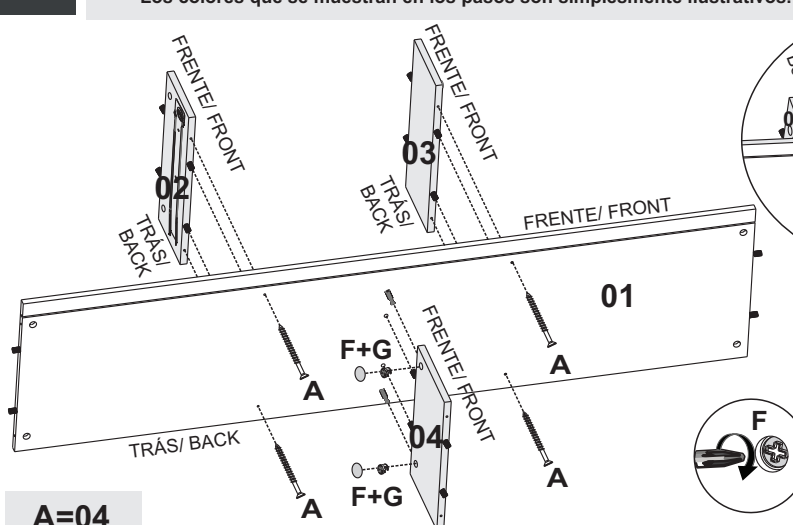 Los colores que se muestran en los pasos son simplesmente ilustrativos.
FRENTE/ FRONT
02
TRÁS/
BACK
FRENTE/ FRONT
03
TRÁS/
BACK
FRENTE/ FRONT
01
A
A
F+G
FRENTE/ FRONT
04
F+G
TRÁS/ BACK
A
A
F
A=04